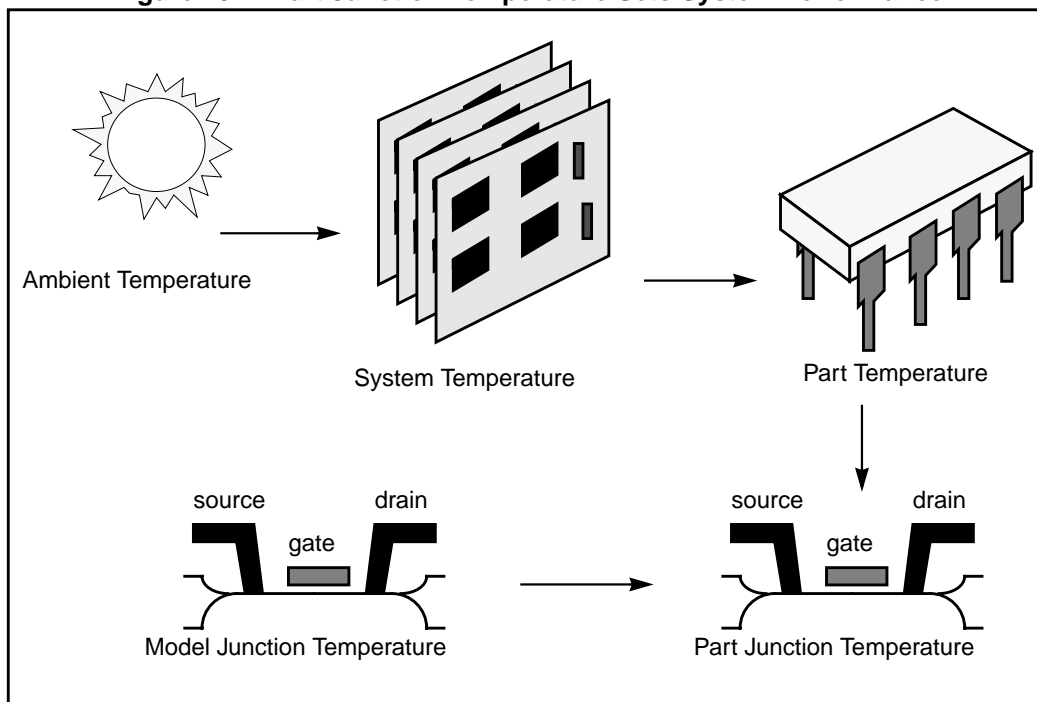 Ambient Temperature
System Temperature
Part Temperature
source
drain
gate
Model Junction Temperature
source
drain
gate
Part Junction Temperature